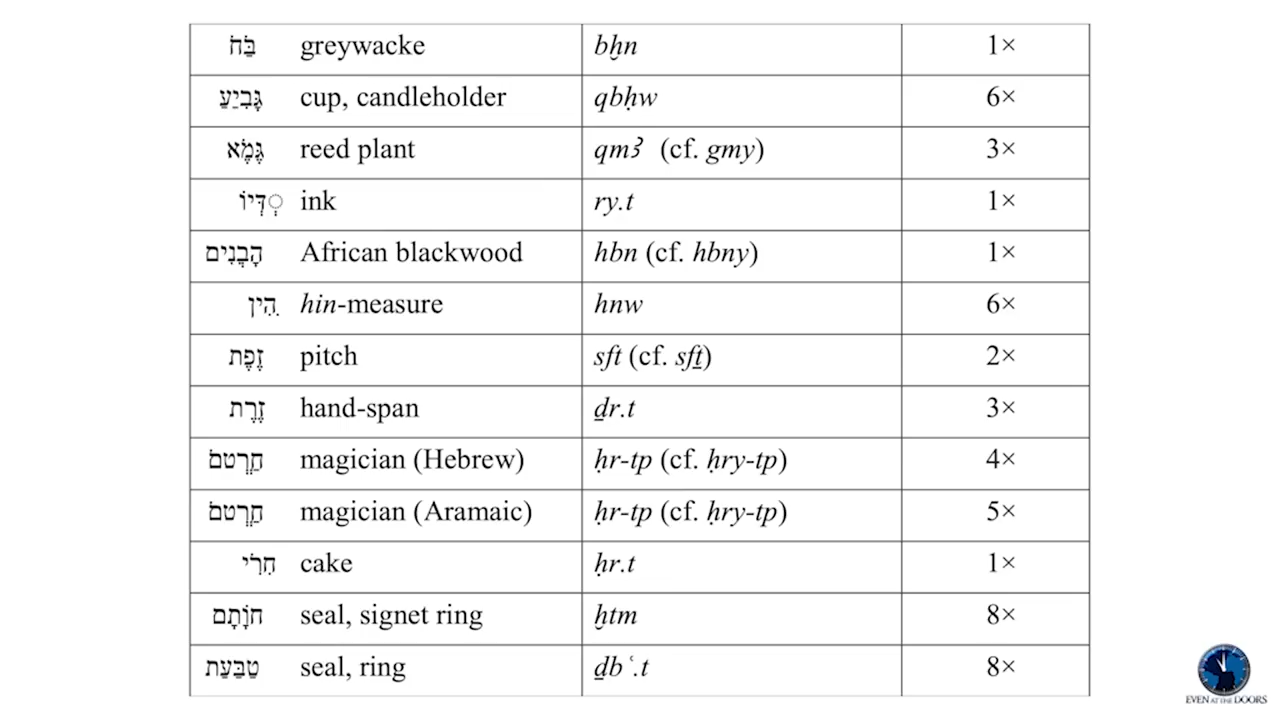 בַּחֹ greywacke bḫn 1×
גָּבִיַעַ cup, candleholder qbḥw 6×
גֶּמֶֹא reed plant qmꜣ (cf. gmy) 3×
ְדְּיוֹ ink ry.t 1×
הָבְנִים African blackwood hbn (cf. hbny) 1×
הִין hin-measure hnw 6×
זֶפֶת pitch sft (cf. sfṯ) 2×
זֶרֶת hand-span ḏr.t 3×
חַרְטֹם magician (Hebrew) ḥr-tp (cf. ḥry-tp) 4×
חַרְטֹם magician (Aramaic) ḥr-tp (cf. ḥry-tp) 5×
חֹרִי cake ḥr.t 1×
חוֹתָם seal, signet ring ḫtm 8×
טַבַּעַת seal, ring ḏbʿ.t 8×
EVEN AT THE DOORS